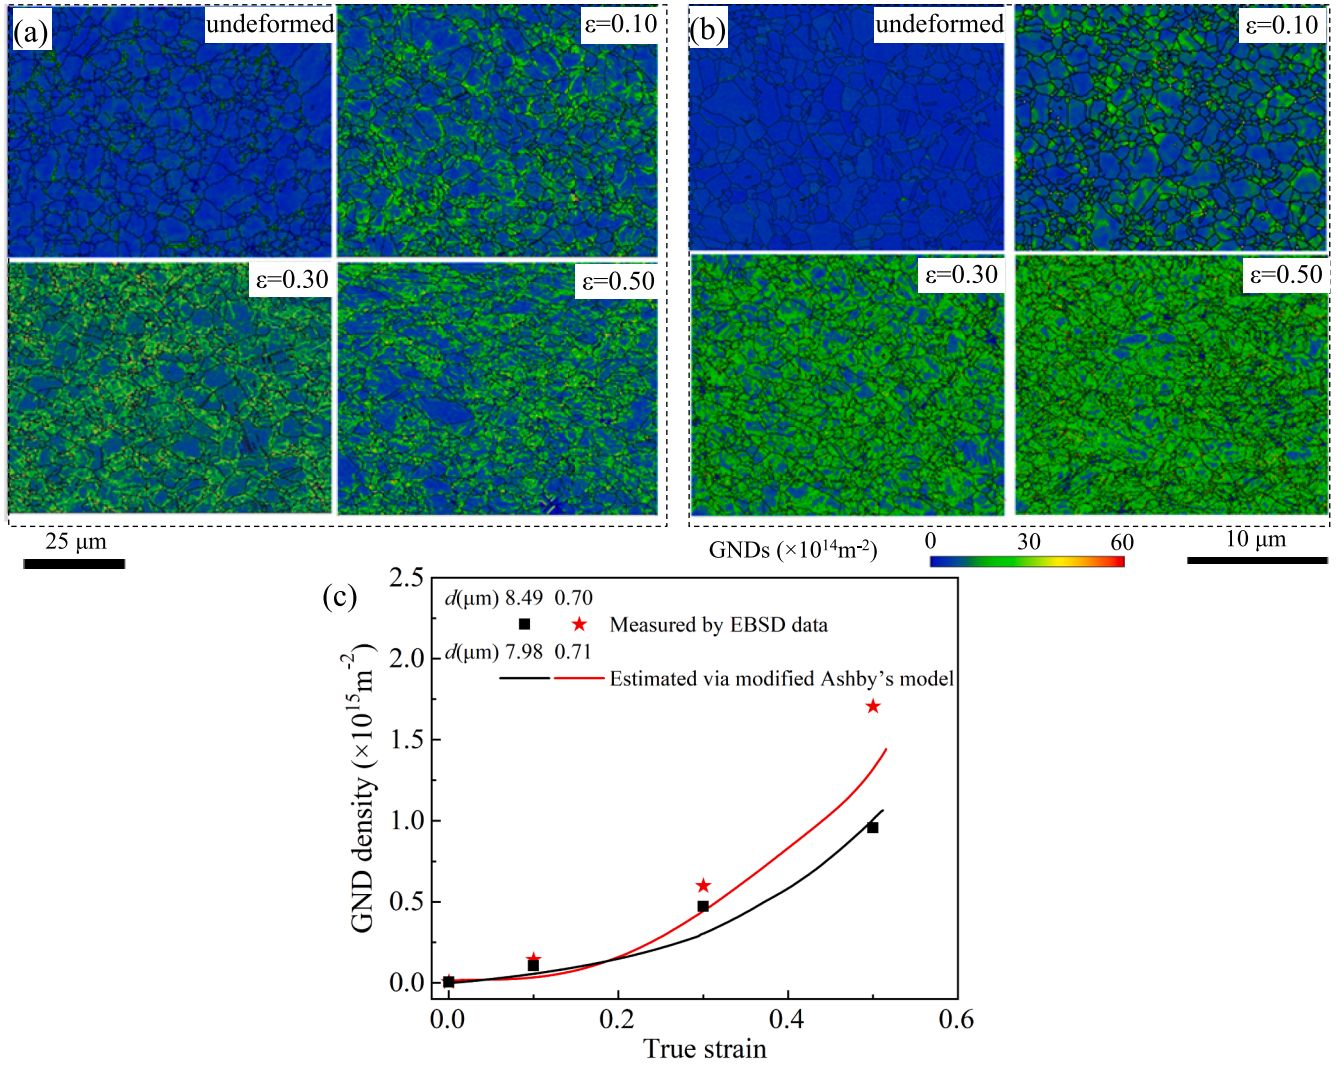 (a)
undeformed
ε=0.10
ε=0.30
ε=0.50
25 μm
(b)
undeformed
ε=0.10
ε=0.30
ε=0.50
GNDs (×10¹⁴m⁻²)
0
30
60
10 μm
(c)
d(μm) 8.49 0.70
Measured by EBSD data
d(μm) 7.98 0.71
Estimated via modified Ashby's model
GND density (×10¹⁵m⁻²)
2.5
2.0
1.5
1.0
0.5
0.0
0.0 0.2 0.4 0.6
True strain